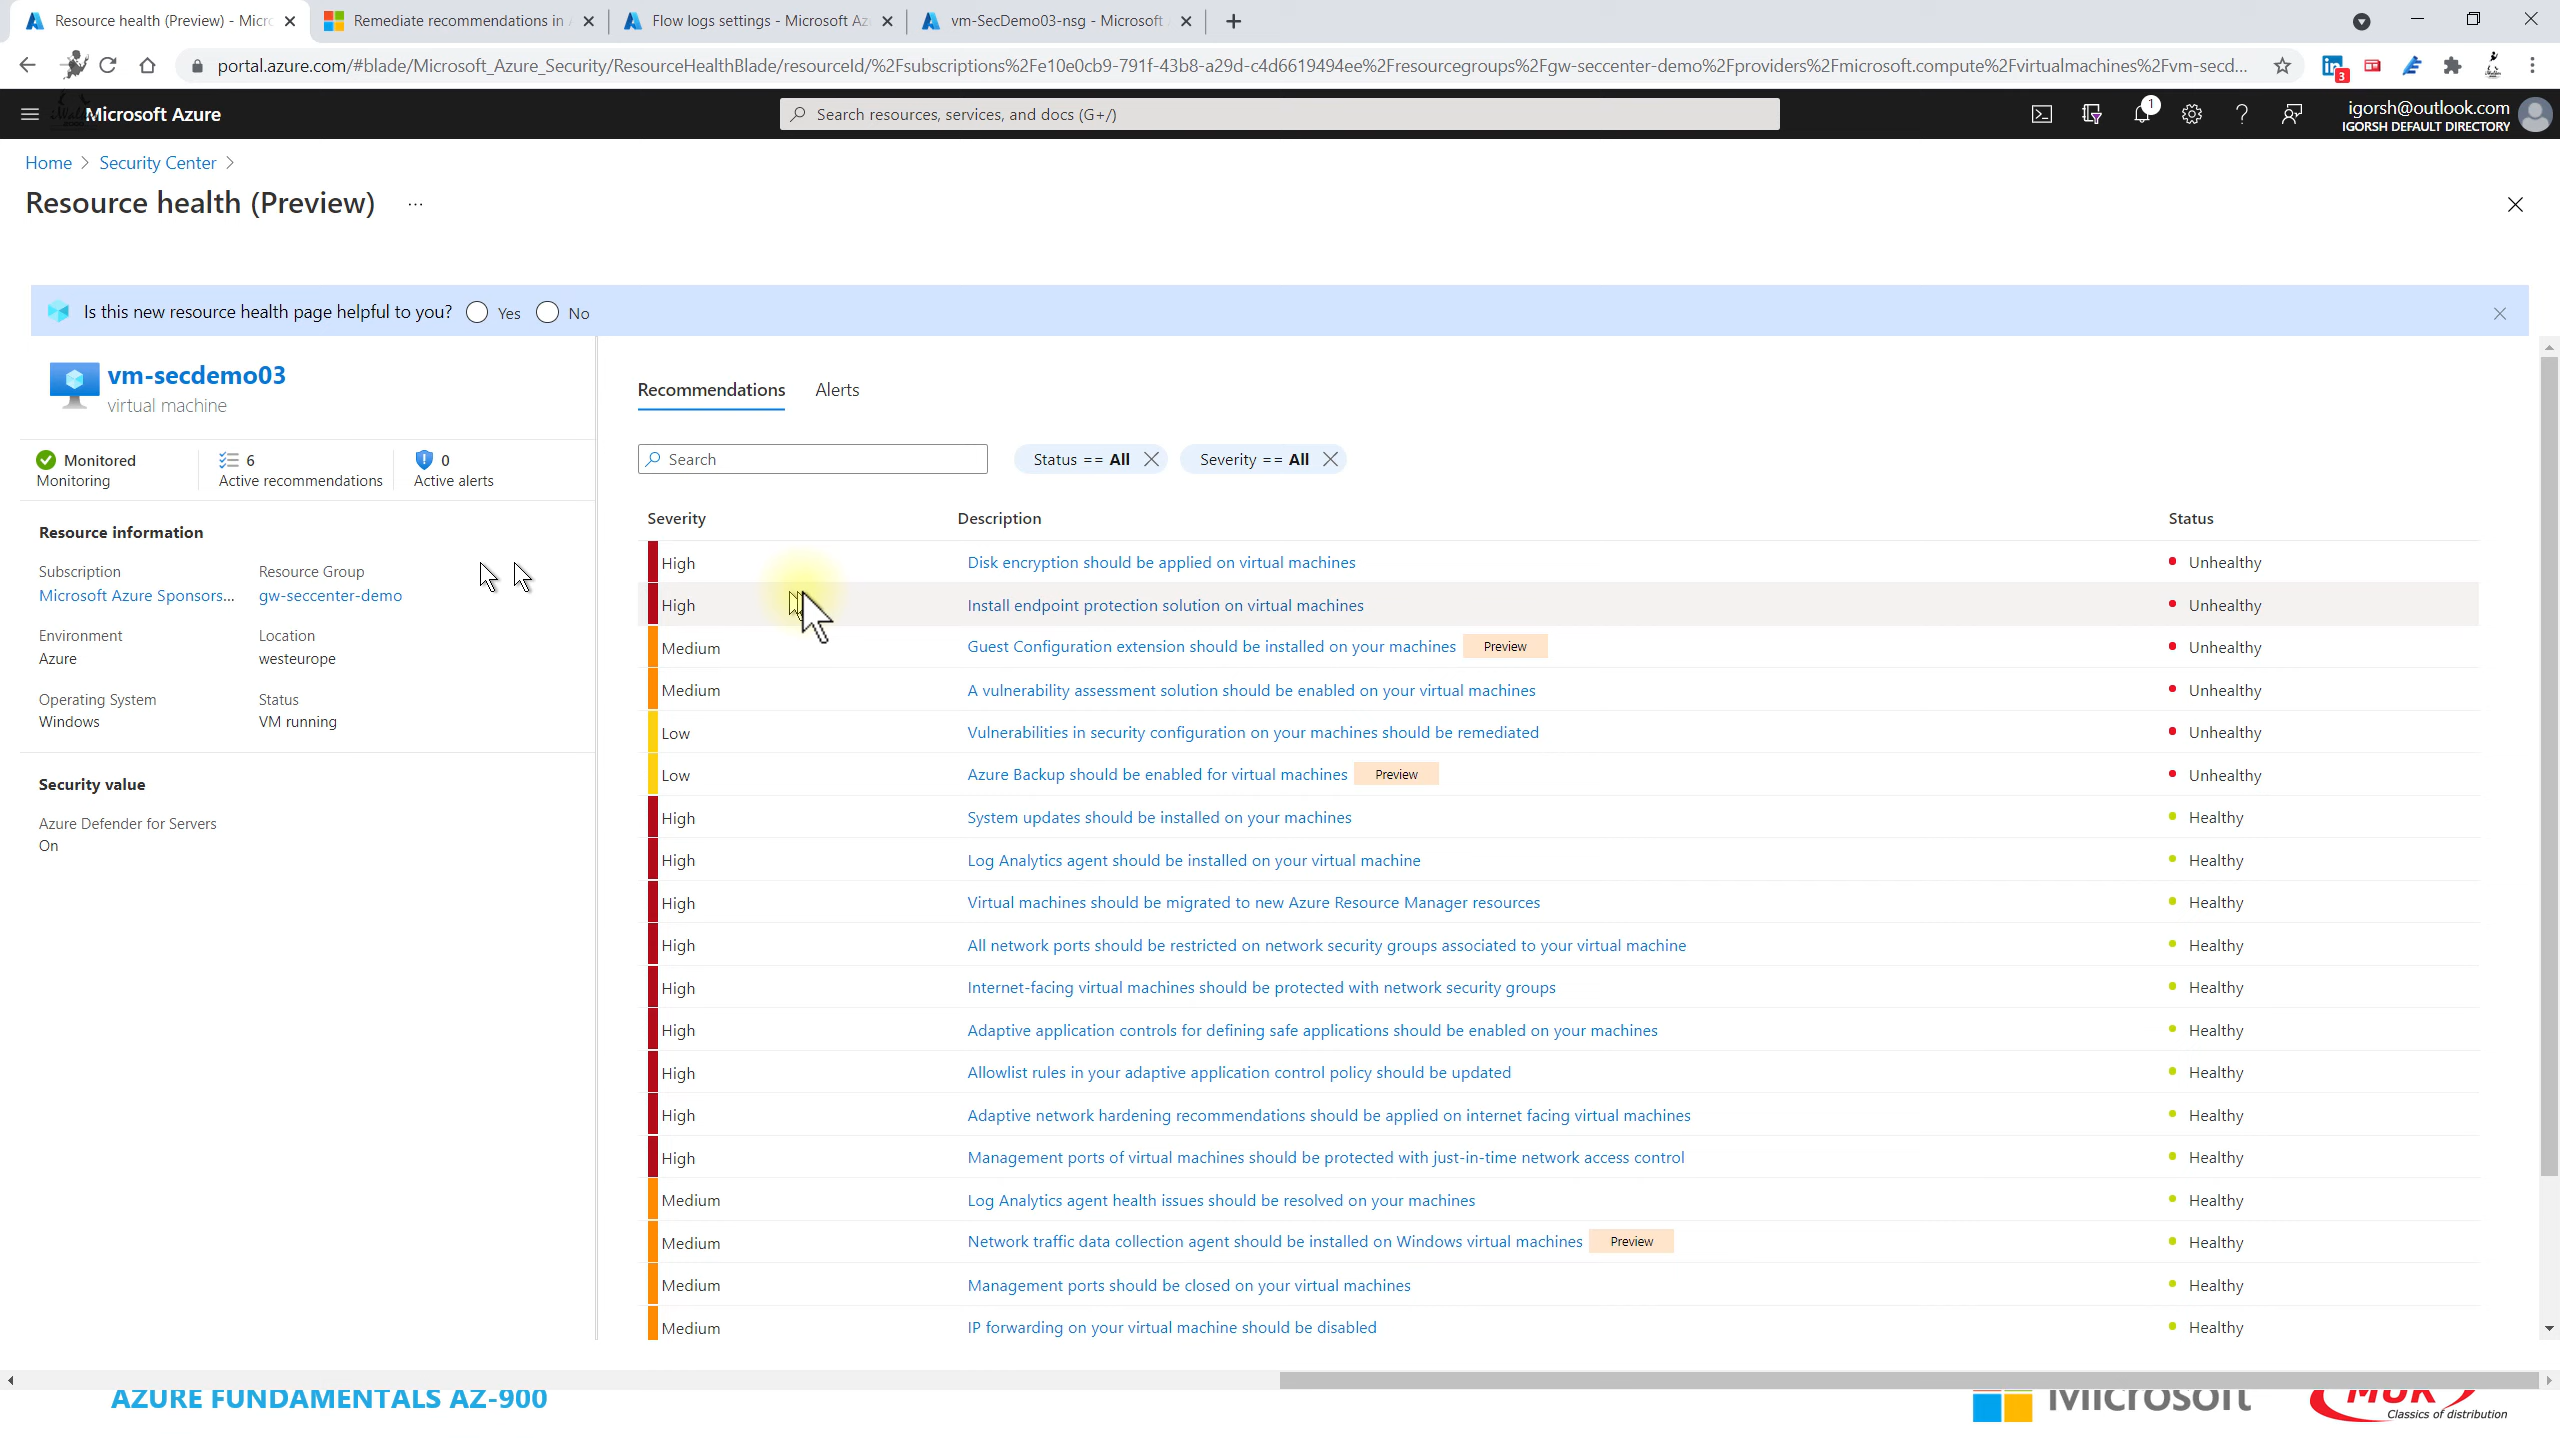 Resource health (Preview) - Micr
Remediate recommendations in
Flow logs settings - Microsoft Az
vm-SecDemo03-nsg - Microsoft
portal.azure.com/#blade/Microsoft_Azure_Security/ResourceHealthBlade/resourceId/%2Fsubscriptions%2Fe10e0cb9-791f-43b8-a29d-c4d6619494ee%2Fresourcegroups%2Fgw-seccenter-demo%2Fproviders%2Fmicrosoft.compute%2Fvirtualmachines%2Fvm-secd...
3
Microsoft Azure
Search resources, services, and docs (G+/)
1
igorsh@outlook.com
IGORSH DEFAULT DIRECTORY
Home > Security Center >
Resource health (Preview) ...
Is this new resource health page helpful to you? Yes No
vm-secdemo03
virtual machine
Monitored
Monitoring
6
Active recommendations
0
Active alerts
Resource information
Subscription
Microsoft Azure Sponsors...
Resource Group
gw-seccenter-demo
Environment
Azure
Location
westeurope
Operating System
Windows
Status
VM running
Security value
Azure Defender for Servers
On
Recommendations Alerts
Search
Status == All
Severity == All
Severity Description Status
High Disk encryption should be applied on virtual machines Unhealthy
High Install endpoint protection solution on virtual machines Unhealthy
Medium Guest Configuration extension should be installed on your machines Preview Unhealthy
Medium A vulnerability assessment solution should be enabled on your virtual machines Unhealthy
Low Vulnerabilities in security configuration on your machines should be remediated Unhealthy
Low Azure Backup should be enabled for virtual machines Preview Unhealthy
High System updates should be installed on your machines Healthy
High Log Analytics agent should be installed on your virtual machine Healthy
High Virtual machines should be migrated to new Azure Resource Manager resources Healthy
High All network ports should be restricted on network security groups associated to your virtual machine Healthy
High Internet-facing virtual machines should be protected with network security groups Healthy
High Adaptive application controls for defining safe applications should be enabled on your machines Healthy
High Allowlist rules in your adaptive application control policy should be updated Healthy
High Adaptive network hardening recommendations should be applied on internet facing virtual machines Healthy
High Management ports of virtual machines should be protected with just-in-time network access control Healthy
Medium Log Analytics agent health issues should be resolved on your machines Healthy
Medium Network traffic data collection agent should be installed on Windows virtual machines Preview Healthy
Medium Management ports should be closed on your virtual machines Healthy
Medium IP forwarding on your virtual machine should be disabled Healthy
AZURE FUNDAMENTALS AZ-900
Microsoft
MUK
Classics of distribution